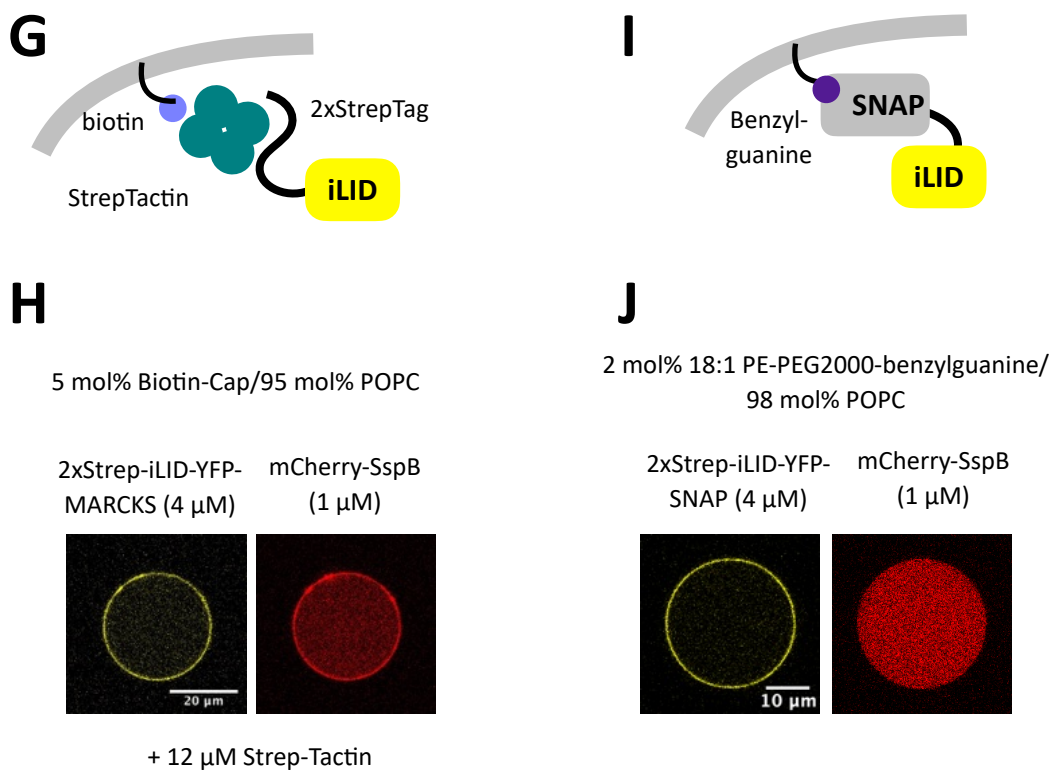 G
biotin
2xStrepTag
StrepTactin
iLID
I
Benzyl-
guanine
SNAP
iLID
H
5 mol% Biotin-Cap/95 mol% POPC
2xStrep-iLID-YFP-
MARCKS (4 μM)
mCherry-SspB
(1 μM)
20 μm
+ 12 μM Strep-Tactin
J
2 mol% 18:1 PE-PEG2000-benzylguanine/
98 mol% POPC
2xStrep-iLID-YFP-
SNAP (4 μM)
mCherry-SspB
(1 μM)
10 μm